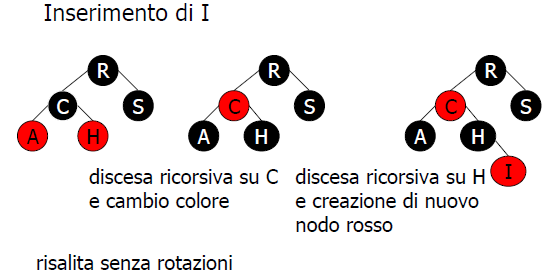 Inserimento di I
R
C
S
A
H
R
C
S
A
H
R
C
S
A
H
I
discesa ricorsiva su C
e cambio colore
discesa ricorsiva su H
e creazione di nuovo
nodo rosso
risalita senza rotazioni